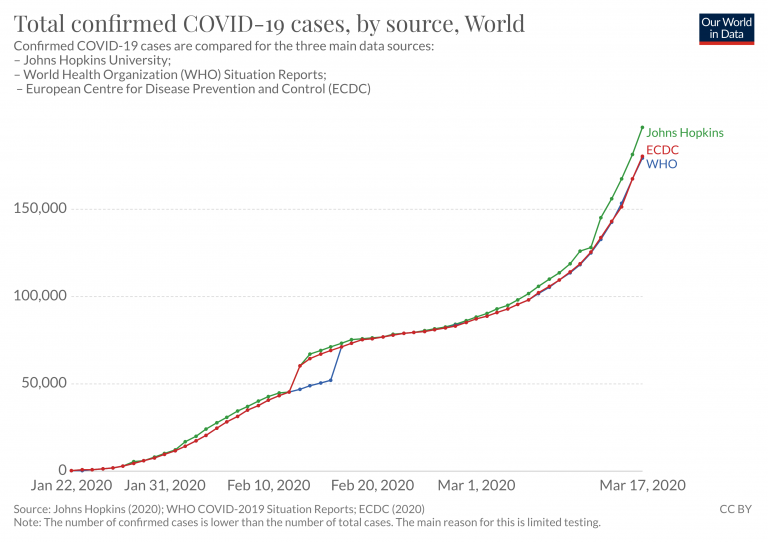 Total confirmed COVID-19 cases, by source, World
Our World
in Data
Confirmed COVID-19 cases are compared for the three main data sources:
– Johns Hopkins University;
– World Health Organization (WHO) Situation Reports;
– European Centre for Disease Prevention and Control (ECDC)
Johns Hopkins
ECDC
WHO
150,000
100,000
50,000
0
Jan 22, 2020 Jan 31, 2020 Feb 10, 2020 Feb 20, 2020 Mar 1, 2020 Mar 17, 2020
Source: Johns Hopkins (2020); WHO COVID-2019 Situation Reports; ECDC (2020) CC BY
Note: The number of confirmed cases is lower than the number of total cases. The main reason for this is limited testing.